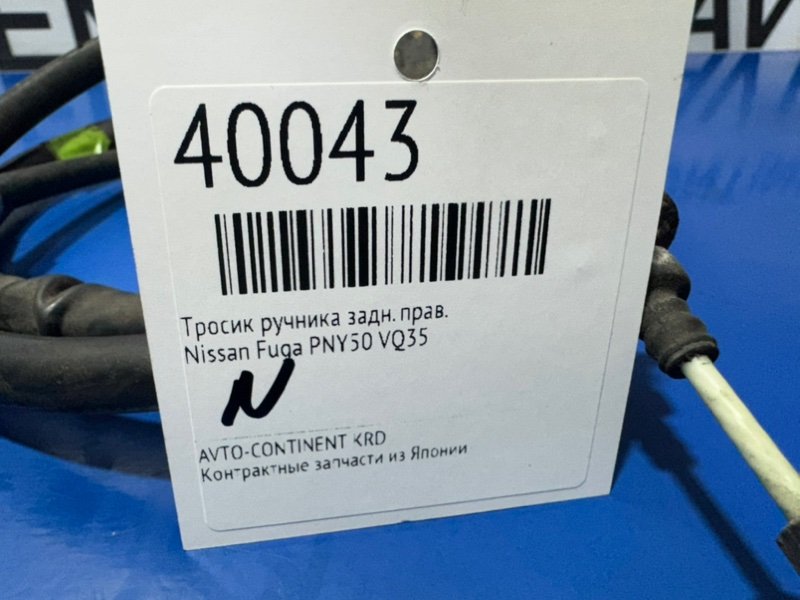 40043
Тросик ручника задн. прав.
Nissan Fuga PNY50 VQ35
N
AVTO-CONTINENT KRD
Контрактные запчасти из Японии